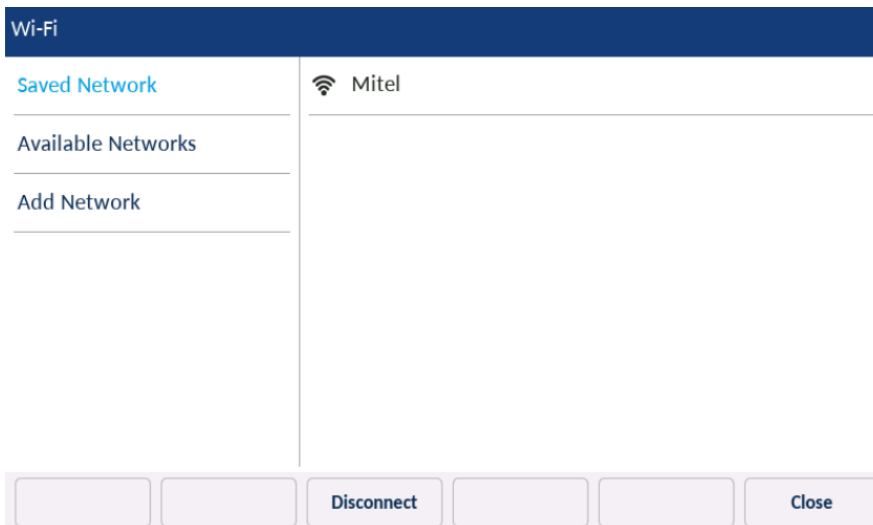 Wi-Fi
Saved Network
Mitel
Available Networks
Add Network
Disconnect
Close